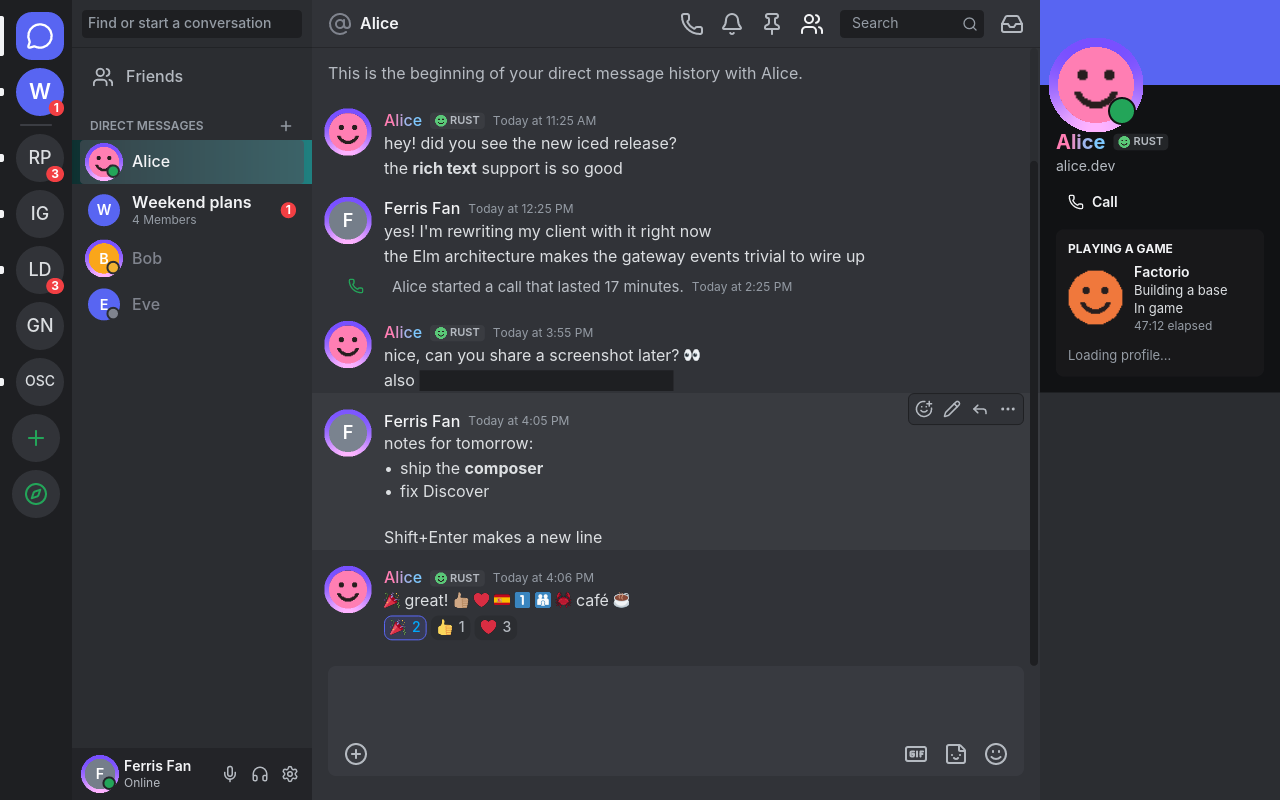 W
1
RP
3
IG
LD
3
GN
OSC
Find or start a conversation
Friends
DIRECT MESSAGES
Alice
W
Weekend plans
4 Members
1
B
Bob
E
Eve
F
Ferris Fan
Online
Alice
Search
This is the beginning of your direct message history with Alice.
Alice RUST Today at 11:25 AM
hey! did you see the new iced release?
the rich text support is so good
F
Ferris Fan Today at 12:25 PM
yes! I'm rewriting my client with it right now
the Elm architecture makes the gateway events trivial to wire up
Alice started a call that lasted 17 minutes. Today at 2:25 PM
Alice RUST Today at 3:55 PM
nice, can you share a screenshot later? 👀
also
F
Ferris Fan Today at 4:05 PM
notes for tomorrow:
• ship the composer
• fix Discover
Shift+Enter makes a new line
Alice RUST Today at 4:06 PM
🎉 great! 👍🏽 ❤️ 🇪🇸 1️⃣ 👪 👹 café ☕
🎉 2 👍 1 ❤️ 3
GIF
Alice RUST
alice.dev
Call
PLAYING A GAME
Factorio
Building a base
In game
47:12 elapsed
Loading profile...